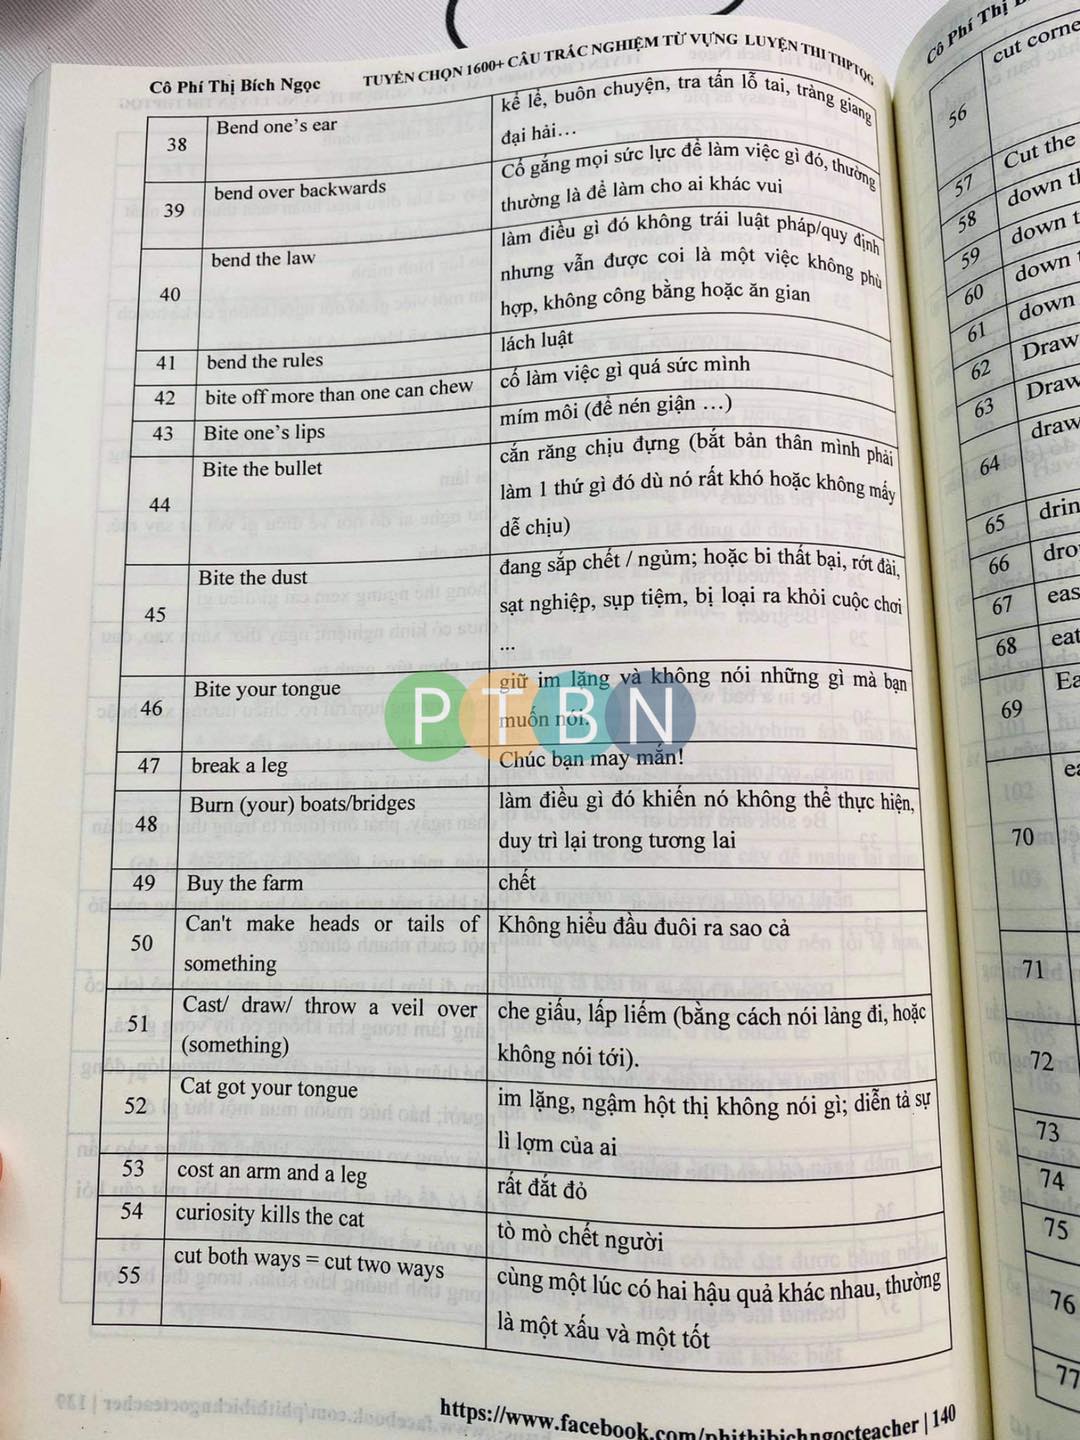 Cô Phí Thị Bích Ngọc
TUYỂN CHỌN 1600+ CÂU TRẮC NGHIỆM TỪ VỰNG LUYỆN THI THPTQG
38
Bend one's ear
kể lể, buôn chuyện, tra tấn lỗ tai, tràng giang
đại hải…
39
bend over backwards
Cố gắng mọi sức lực để làm việc gì đó, thường
thường là để làm cho ai khác vui
40
bend the law
làm điều gì đó không trái luật pháp/quy định
nhưng vẫn được coi là một việc không phù
hợp, không công bằng hoặc ăn gian
41
bend the rules
lách luật
42
bite off more than one can chew
cố làm việc gì quá sức mình
43
Bite one's lips
mím môi (để nén giận …)
44
Bite the bullet
cắn răng chịu đựng (bắt bản thân mình phải
làm 1 thứ gì đó dù nó rất khó hoặc không mấy
dễ chịu)
45
Bite the dust
đang sắp chết / ngủm; hoặc bi thất bại, rớt đài,
sạt nghiệp, sụp tiệm, bị loại ra khỏi cuộc chơi
...
46
Bite your tongue
giữ im lặng và không nói những gì mà bạn
muốn nói.
PTBN
47
break a leg
Chúc bạn may mắn!
48
Burn (your) boats/bridges
làm điều gì đó khiến nó không thể thực hiện,
duy trì lại trong tương lai
49
Buy the farm
chết
50
Can't make heads or tails of
something
Không hiểu đầu đuôi ra sao cả
51
Cast/ draw/ throw a veil over
(something)
che giấu, lấp liếm (bằng cách nói lảng đi, hoặc
không nói tới).
52
Cat got your tongue
im lặng, ngậm hột thị không nói gì; diễn tả sự
lì lợm của ai
53
cost an arm and a leg
rất đắt đỏ
54
curiosity kills the cat
tò mò chết người
55
cut both ways = cut two ways
cùng một lúc có hai hậu quả khác nhau, thường
là một xấu và một tốt
https://www.facebook.com/phithibichngocteacher | 140
Cô Phí Thị
56
cut corne
57
Cut the
58
down th
59
down t
60
down t
61
down
62
Draw
63
Draw
64
draw
65
drin
66
dro
67
eas
68
eat
69
Ea
70
ea
71
72
73
74
75
76
77